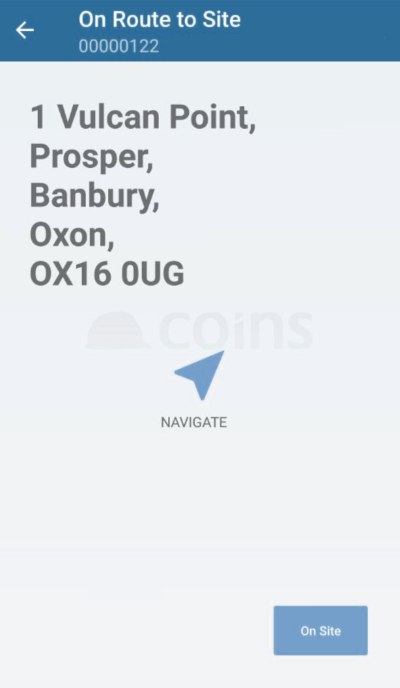 On Route to Site
00000122
1 Vulcan Point,
Prosper,
Banbury,
Oxon,
OX16 0UG
coins
NAVIGATE
On Site